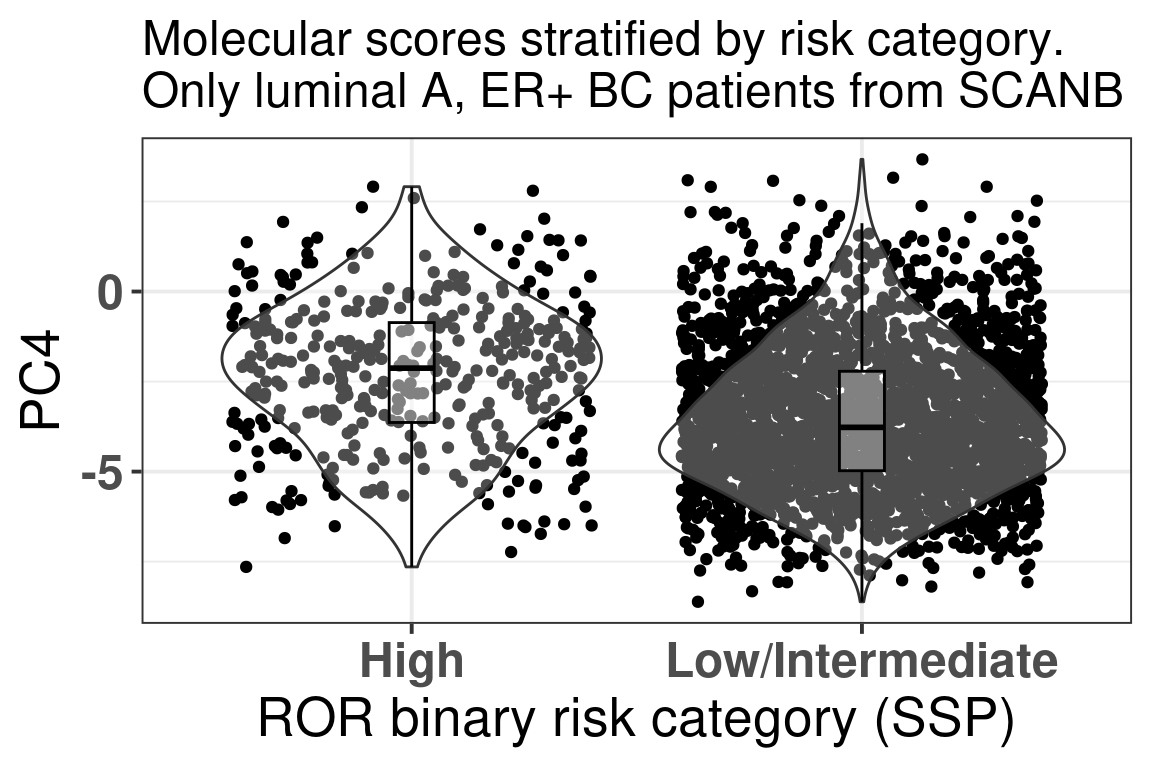 Molecular scores stratified by risk category.
Only luminal A, ER+ BC patients from SCANB
PC4
0
-5
High
Low/Intermediate
ROR binary risk category (SSP)